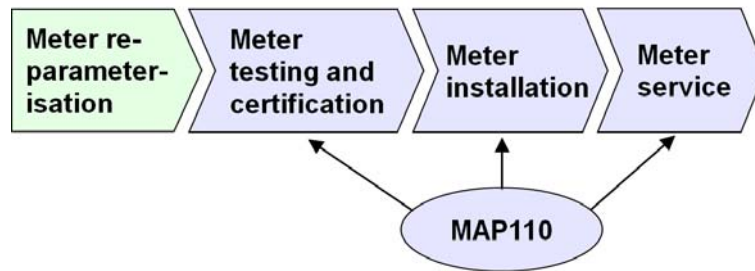 Meter re-
parameter-
isation
Meter
testing and
certification
Meter
installation
Meter
service
MAP110